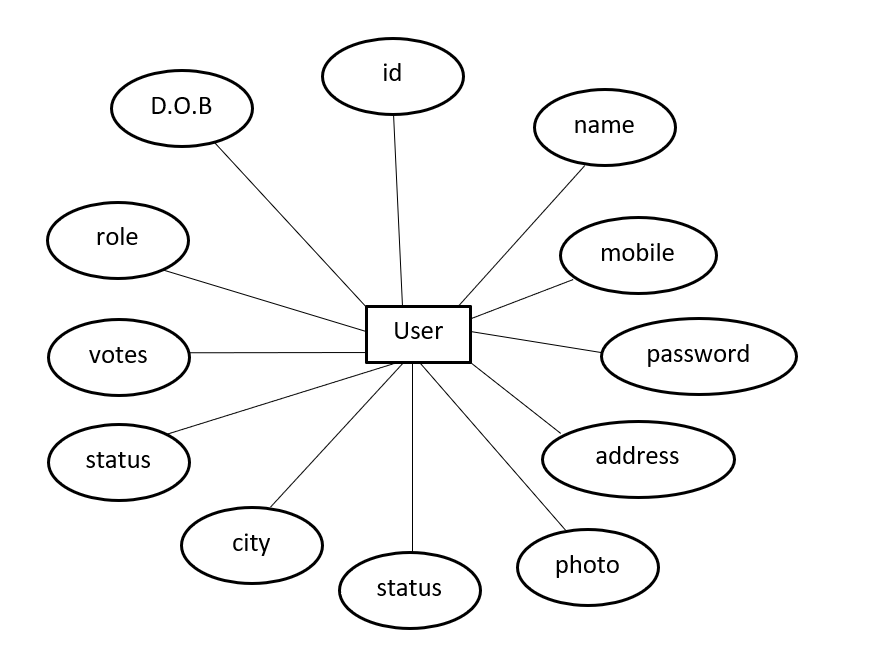 id
D.O.B
name
role
mobile
User
votes
password
status
address
city
photo
status